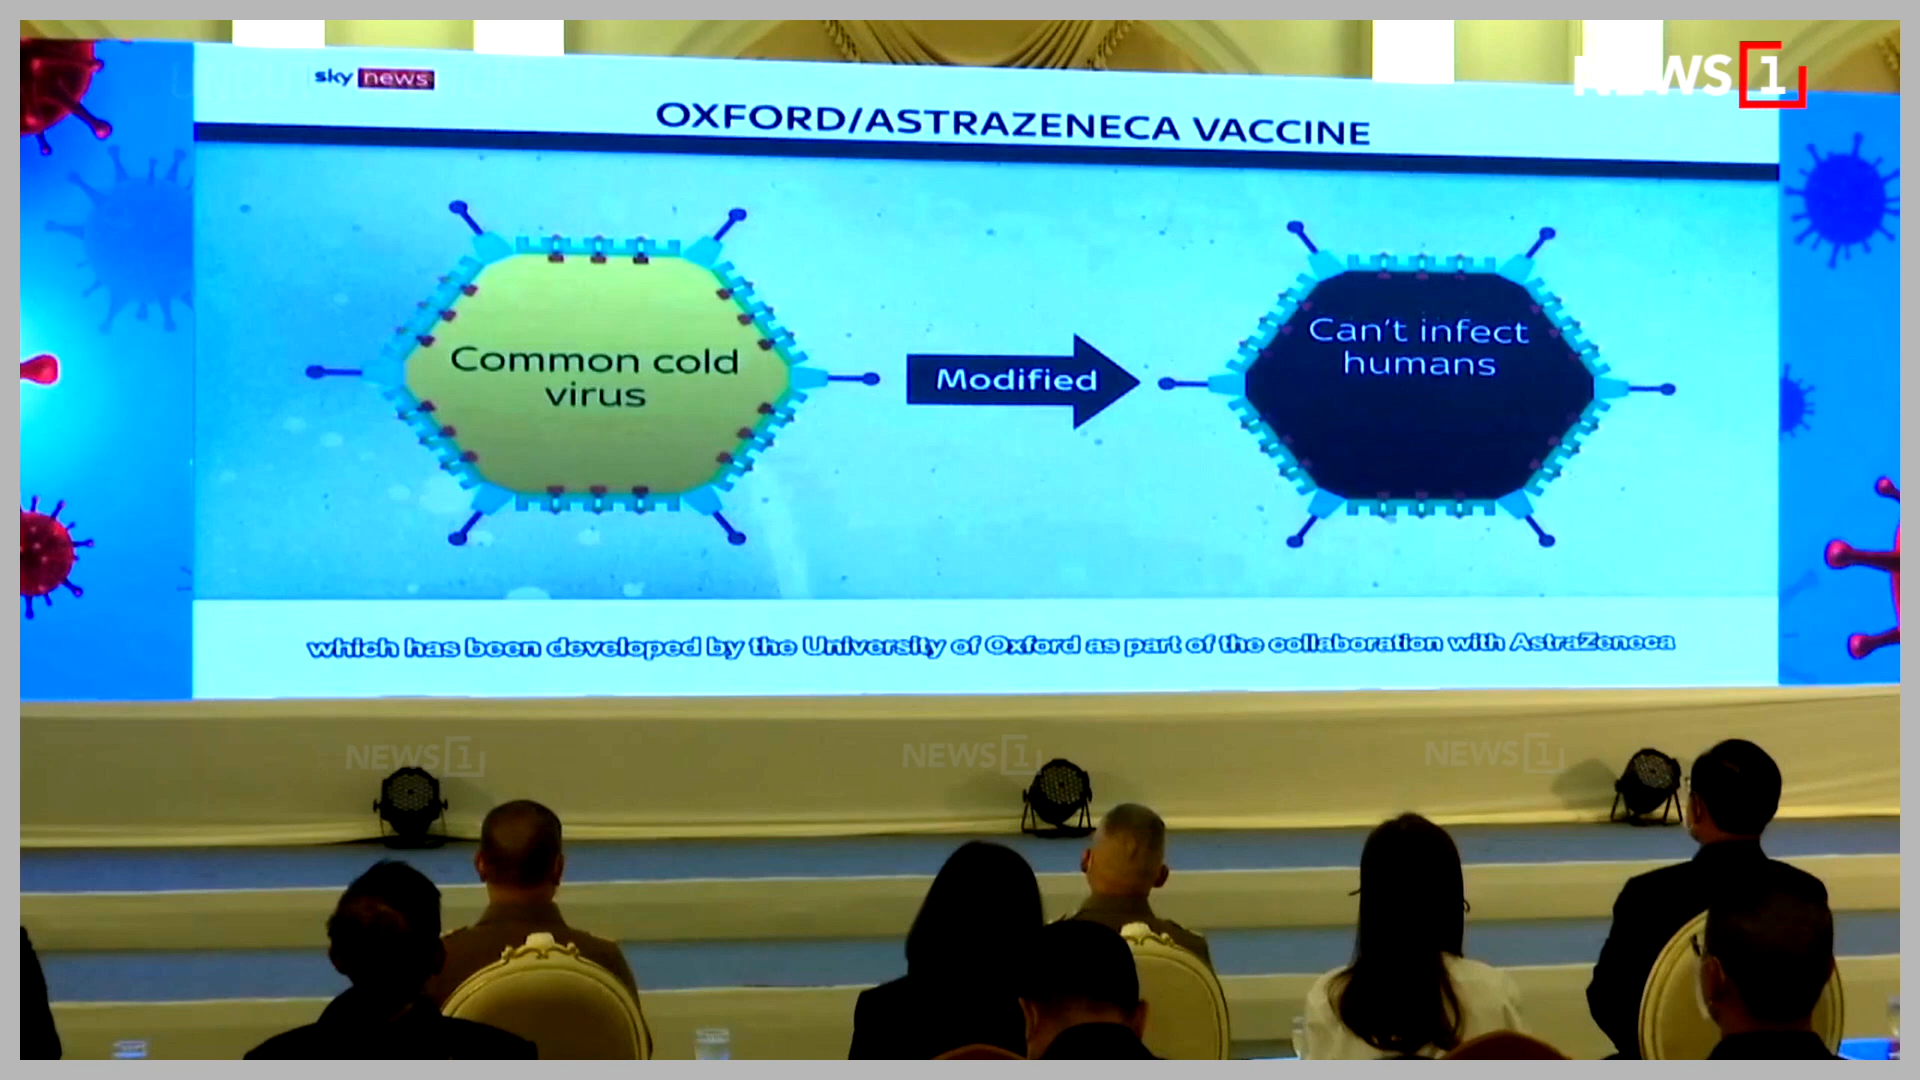 sky news
NEWS 1
OXFORD/ASTRAZENECA VACCINE
Common cold
virus
Modified
Can't infect
humans
which has been developed by the University of Oxford as part of the collaboration with AstraZeneca
NEWS 1
NEWS 1
NEWS 1